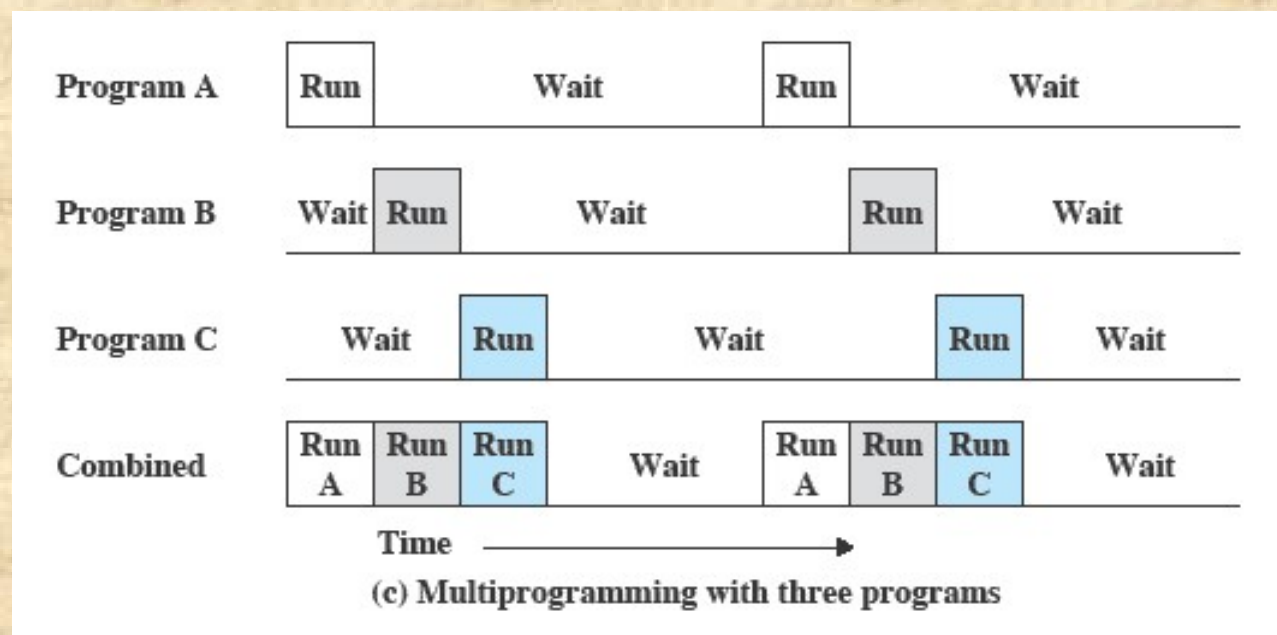 Program A Run Wait Run Wait
Program B Wait Run Wait Run Wait
Program C Wait Run Wait Run Wait
Combined Run A Run B Run C Wait Run A Run B Run C Wait
Time
(c) Multiprogramming with three programs